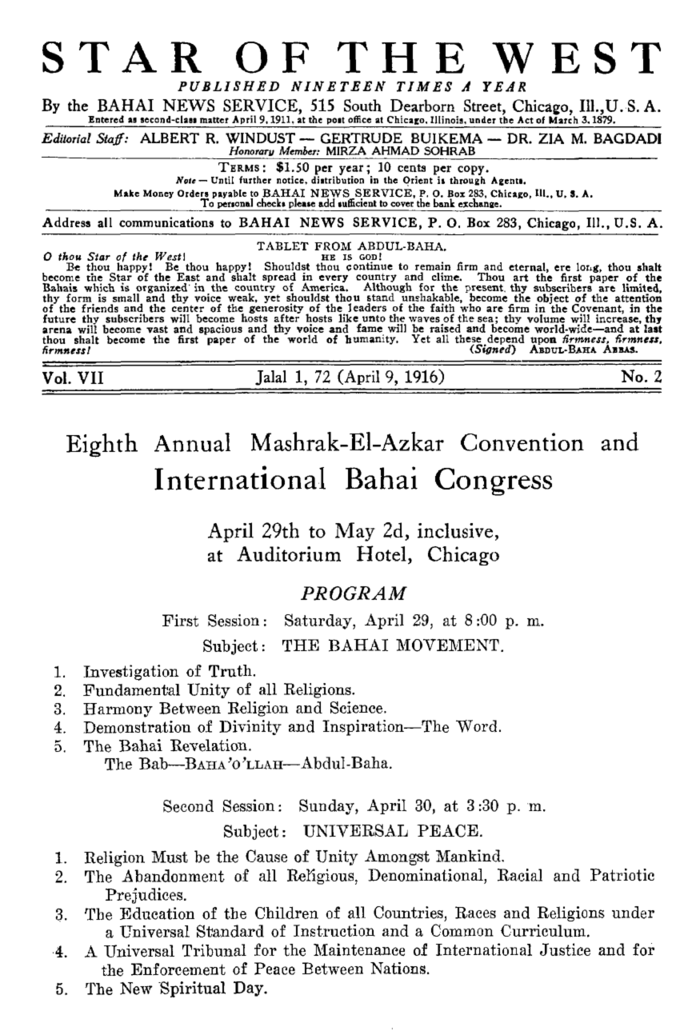 STAR OF THE WEST
PUBLISHED NINETEEN TIMES A YEAR
By the BAHAI NEWS SERVICE, 515 South Dearborn Street, Chicago, Ill., U. S. A.
Entered as second-class matter April 9, 1911, at the post office at Chicago, Illinois, under the Act of March 3, 1879.
Editorial Staff: ALBERT R. WINDUST — GERTRUDE BUIKEMA — DR. ZIA M. BAGDADI
Honorary Member: MIRZA AHMAD SOHRAB
TERMS: $1.50 per year; 10 cents per copy.
Note — Until further notice, distribution in the Orient is through Agents.
Make Money Orders payable to BAHAI NEWS SERVICE, P. O. Box 283, Chicago, Ill., U. S. A.
To personal checks please add sufficient to cover the bank exchange.
Address all communications to BAHAI NEWS SERVICE, P. O. Box 283, Chicago, Ill., U.S. A.
TABLET FROM ABDUL-BAHA.
O thou Star of the West! HE IS GOD!
Be thou happy! Be thou happy! Shouldst thou continue to remain firm and eternal, ere long, thou shalt
become the Star of the East and shalt spread in every country and clime. Thou art the first paper of the
Bahais which is organized in the country of America. Although for the present thy subscribers are limited,
thy form is small and thy voice weak, yet shouldst thou stand unshakable, become the object of the attention
of the friends and the center of the generosity of the leaders of the faith who are firm in the Covenant, in the
future thy subscribers will become hosts after hosts like unto the waves of the sea; thy volume will increase, thy
arena will become vast and spacious and thy voice and fame will be raised and become world-wide—and at last
thou shalt become the first paper of the world of humanity. Yet all these depend upon firmness, firmness,
firmness! (Signed) ABDUL-BAHA ABBAS.
Vol. VII Jalal 1, 72 (April 9, 1916) No. 2
Eighth Annual Mashrak-El-Azkar Convention and
International Bahai Congress
April 29th to May 2d, inclusive,
at Auditorium Hotel, Chicago
PROGRAM
First Session: Saturday, April 29, at 8:00 p. m.
Subject: THE BAHAI MOVEMENT.
1. Investigation of Truth.
2. Fundamental Unity of all Religions.
3. Harmony Between Religion and Science.
4. Demonstration of Divinity and Inspiration—The Word.
5. The Bahai Revelation.
The Bab—BAHA'O'LLAH—Abdul-Baha.
Second Session: Sunday, April 30, at 3:30 p. m.
Subject: UNIVERSAL PEACE.
1. Religion Must be the Cause of Unity Amongst Mankind.
2. The Abandonment of all Religious, Denominational, Racial and Patriotic
Prejudices.
3. The Education of the Children of all Countries, Races and Religions under
a Universal Standard of Instruction and a Common Curriculum.
4. A Universal Tribunal for the Maintenance of International Justice and for
the Enforcement of Peace Between Nations.
5. The New Spiritual Day.